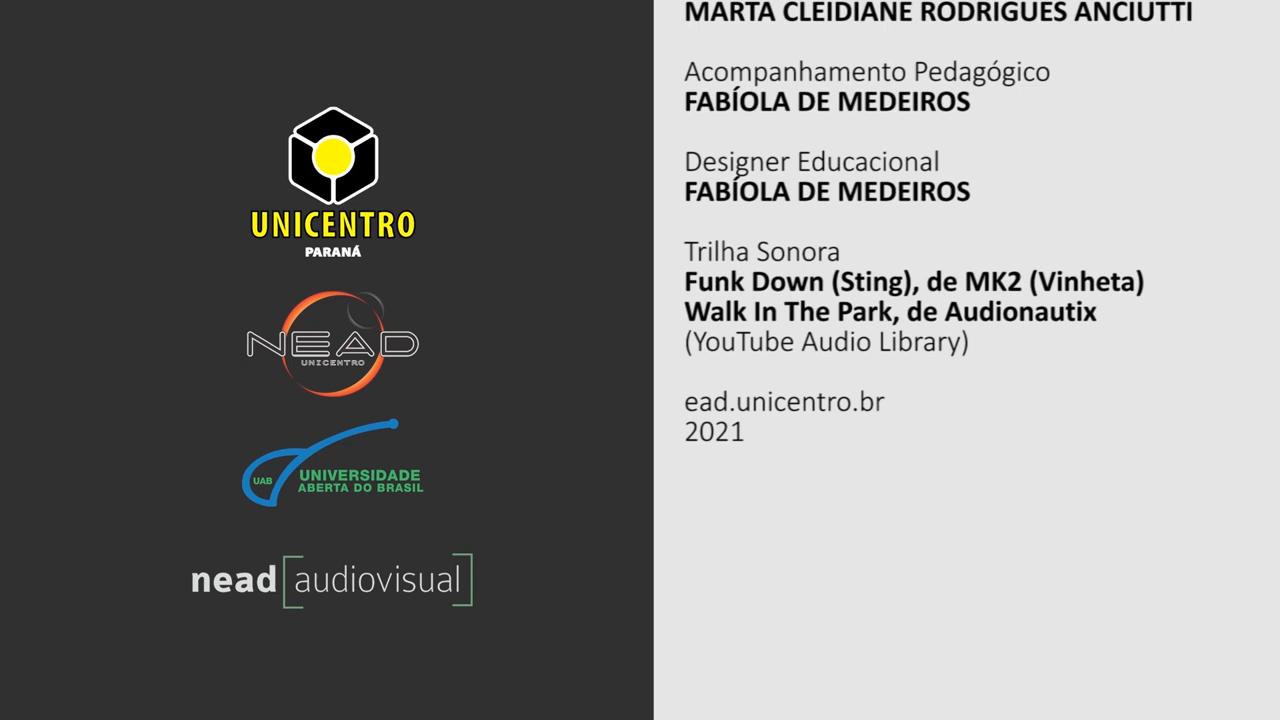 UNICENTRO
PARANÁ
NEAD
UNICENTRO
UAB
UNIVERSIDADE
ABERTA DO BRASIL
nead[audiovisual]
MARTA CLEIDIANE RODRIGUES ANCIUTTI
Acompanhamento Pedagógico
FABÍOLA DE MEDEIROS
Designer Educacional
FABÍOLA DE MEDEIROS
Trilha Sonora
Funk Down (Sting), de MK2 (Vinheta)
Walk In The Park, de Audionautix
(YouTube Audio Library)
ead.unicentro.br
2021